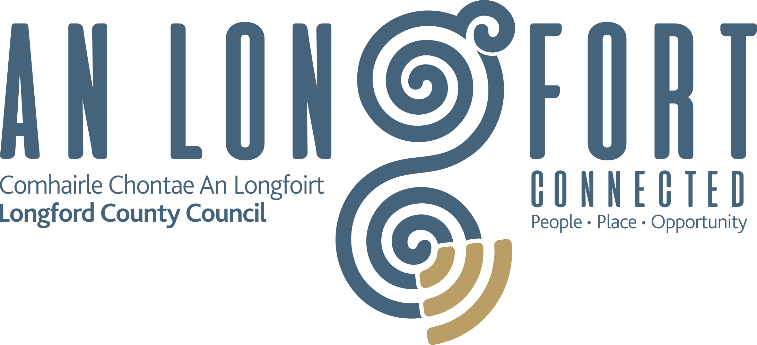 AN LONGFORT
Comhairle Chontae An Longfoirt
Longford County Council
CONNECTED
People • Place • Opportunity